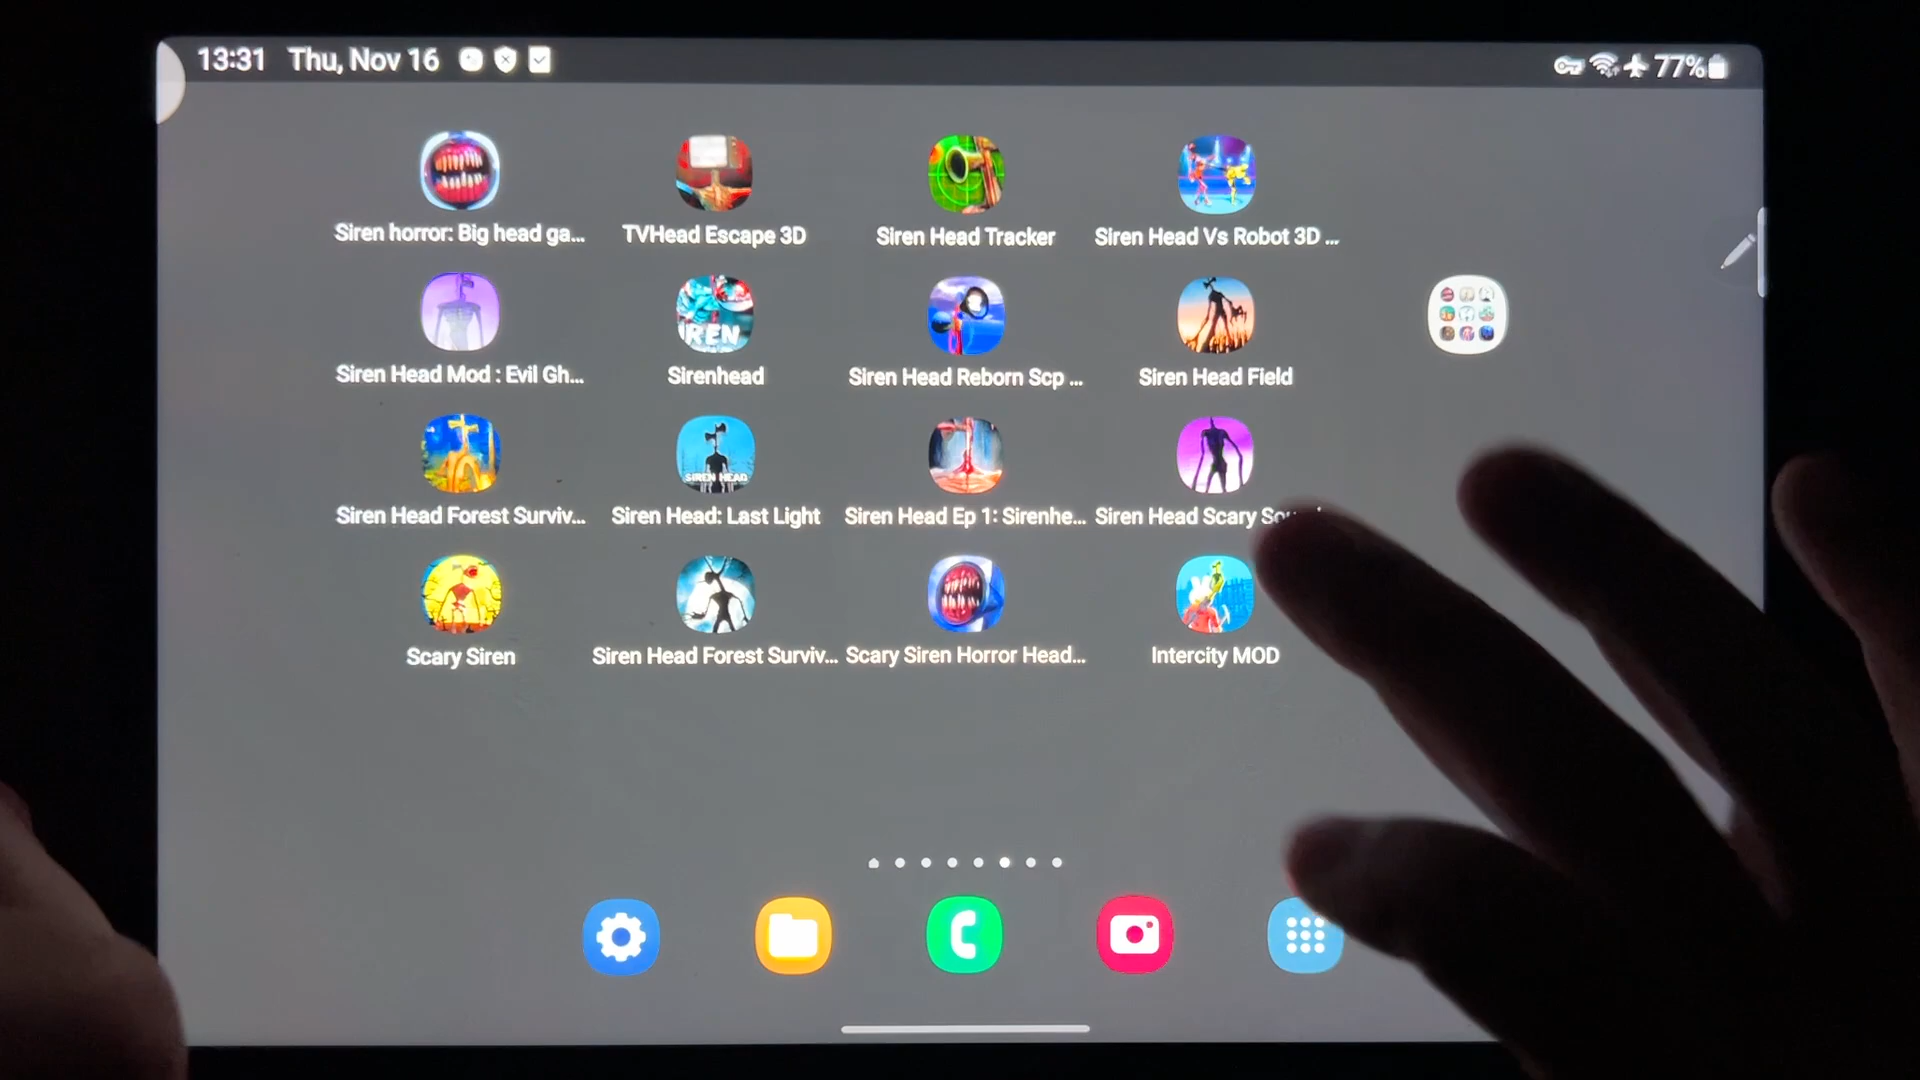 13:31 Thu, Nov 16
77%
Siren horror: Big head ga...
TVHead Escape 3D
Siren Head Tracker
Siren Head Vs Robot 3D ...
Siren Head Mod : Evil Gh...
Sirenhead
Siren Head Reborn Scp ...
Siren Head Field
SIREN HEAD
Siren Head Forest Surviv...
Siren Head: Last Light
Siren Head Ep 1: Sirenhe...
Siren Head Scary
Scary Siren
Siren Head Forest Surviv...
Scary Siren Horror Head...
Intercity MOD